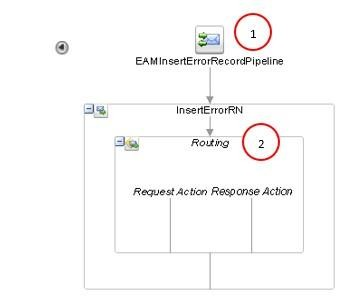 1
EAMInsertErrorRecordPipeline
InsertErrorRN
Routing 2
Request Action Response Action